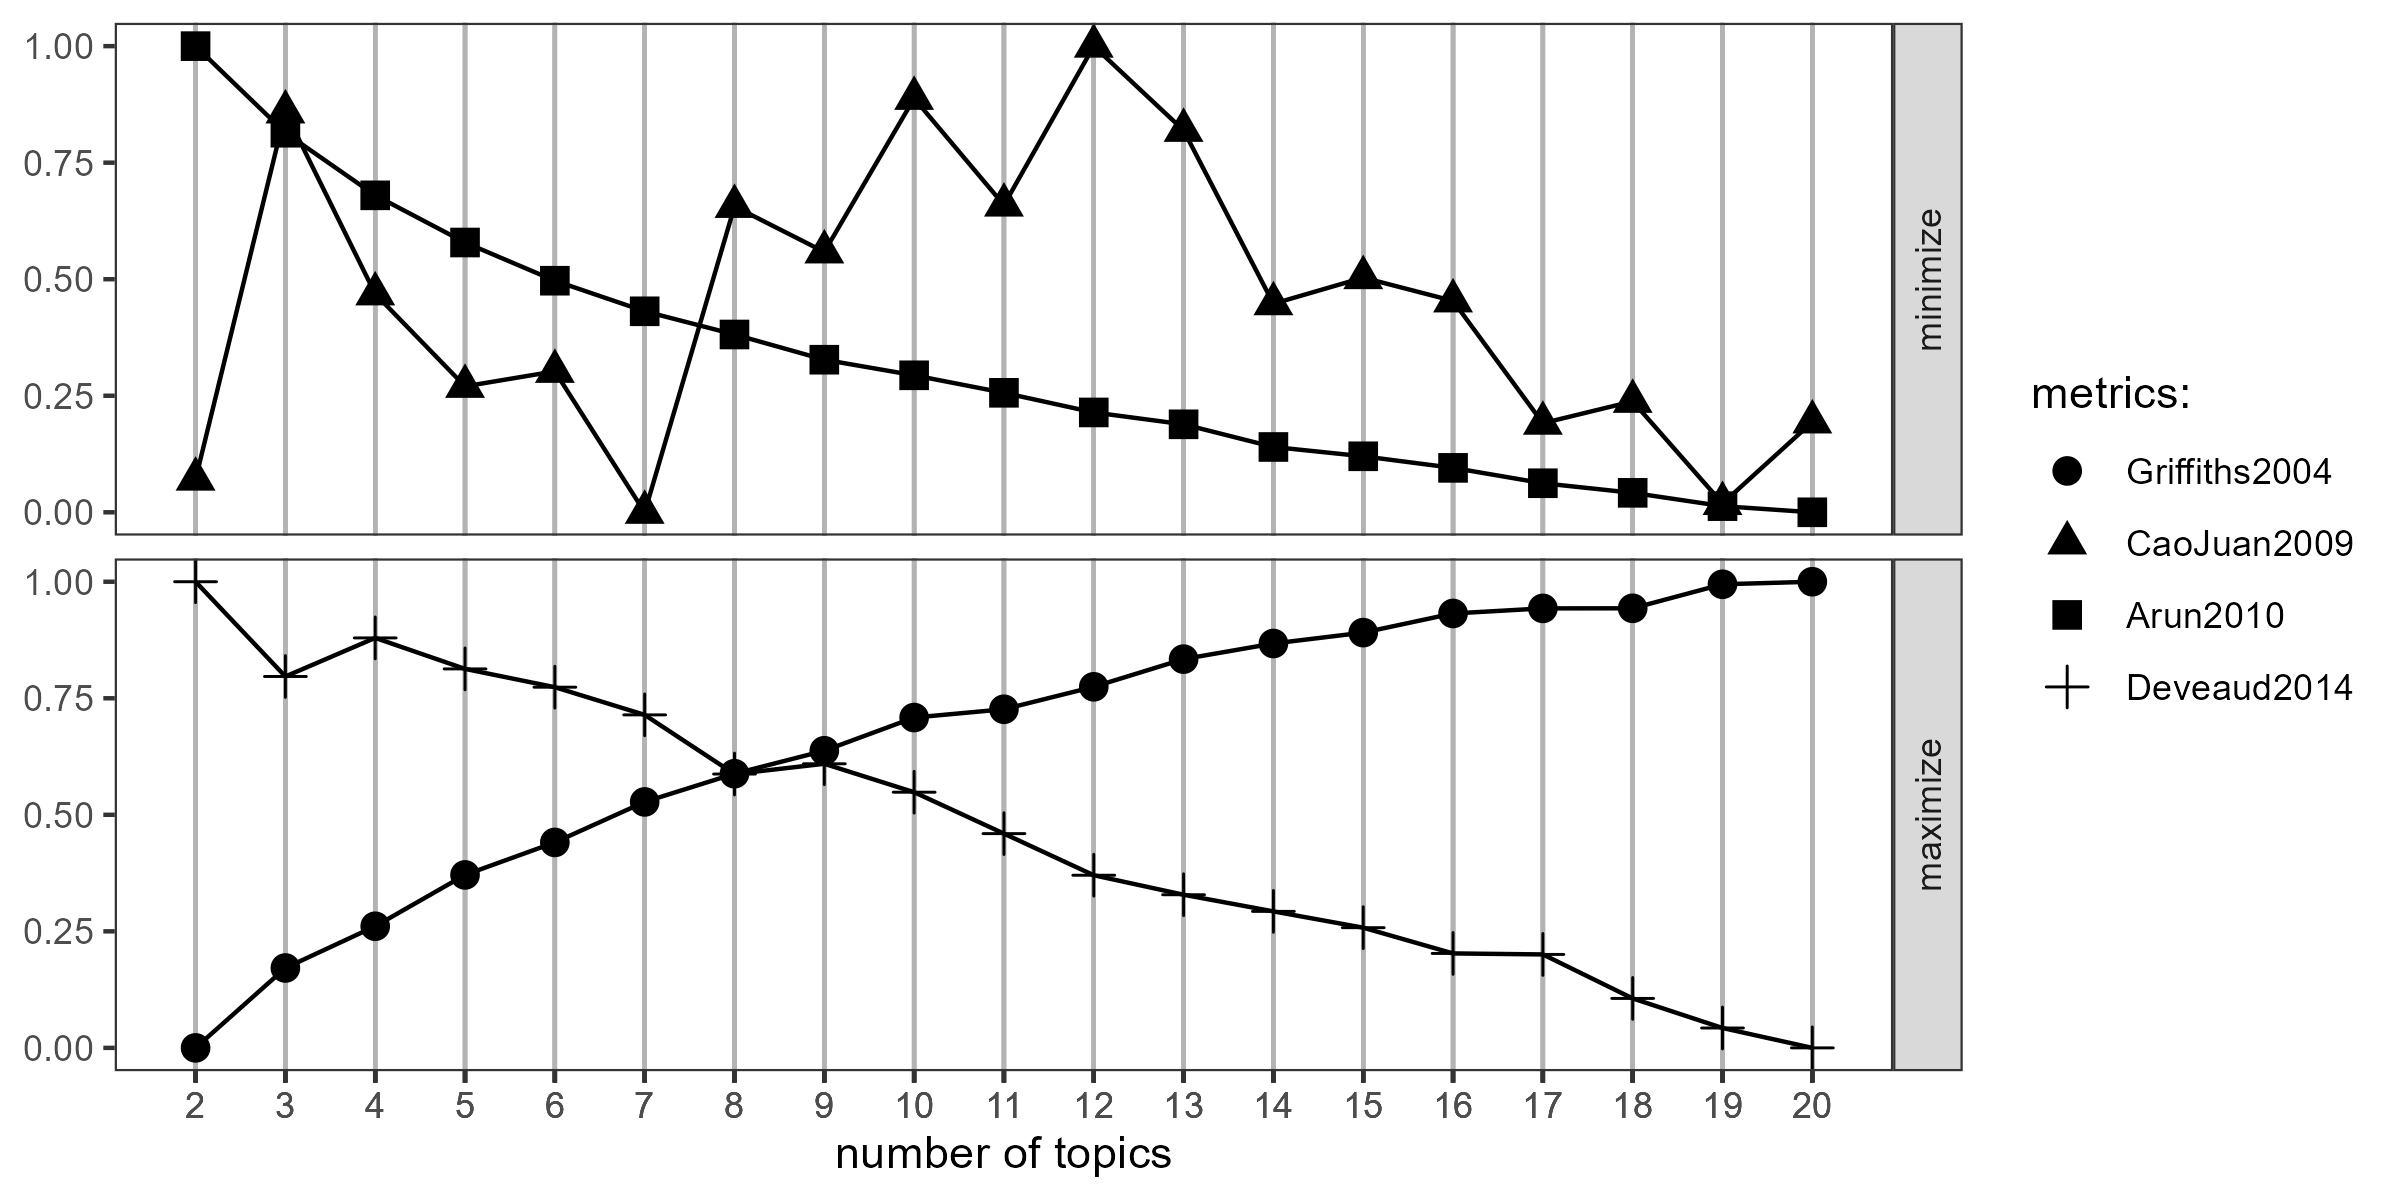 1.00
0.75
0.50
0.25
0.00
minimize
1.00
0.75
0.50
0.25
0.00
maximize
2 3 4 5 6 7 8 9 10 11 12 13 14 15 16 17 18 19 20
number of topics
metrics:
Griffiths2004
CaoJuan2009
Arun2010
Deveaud2014